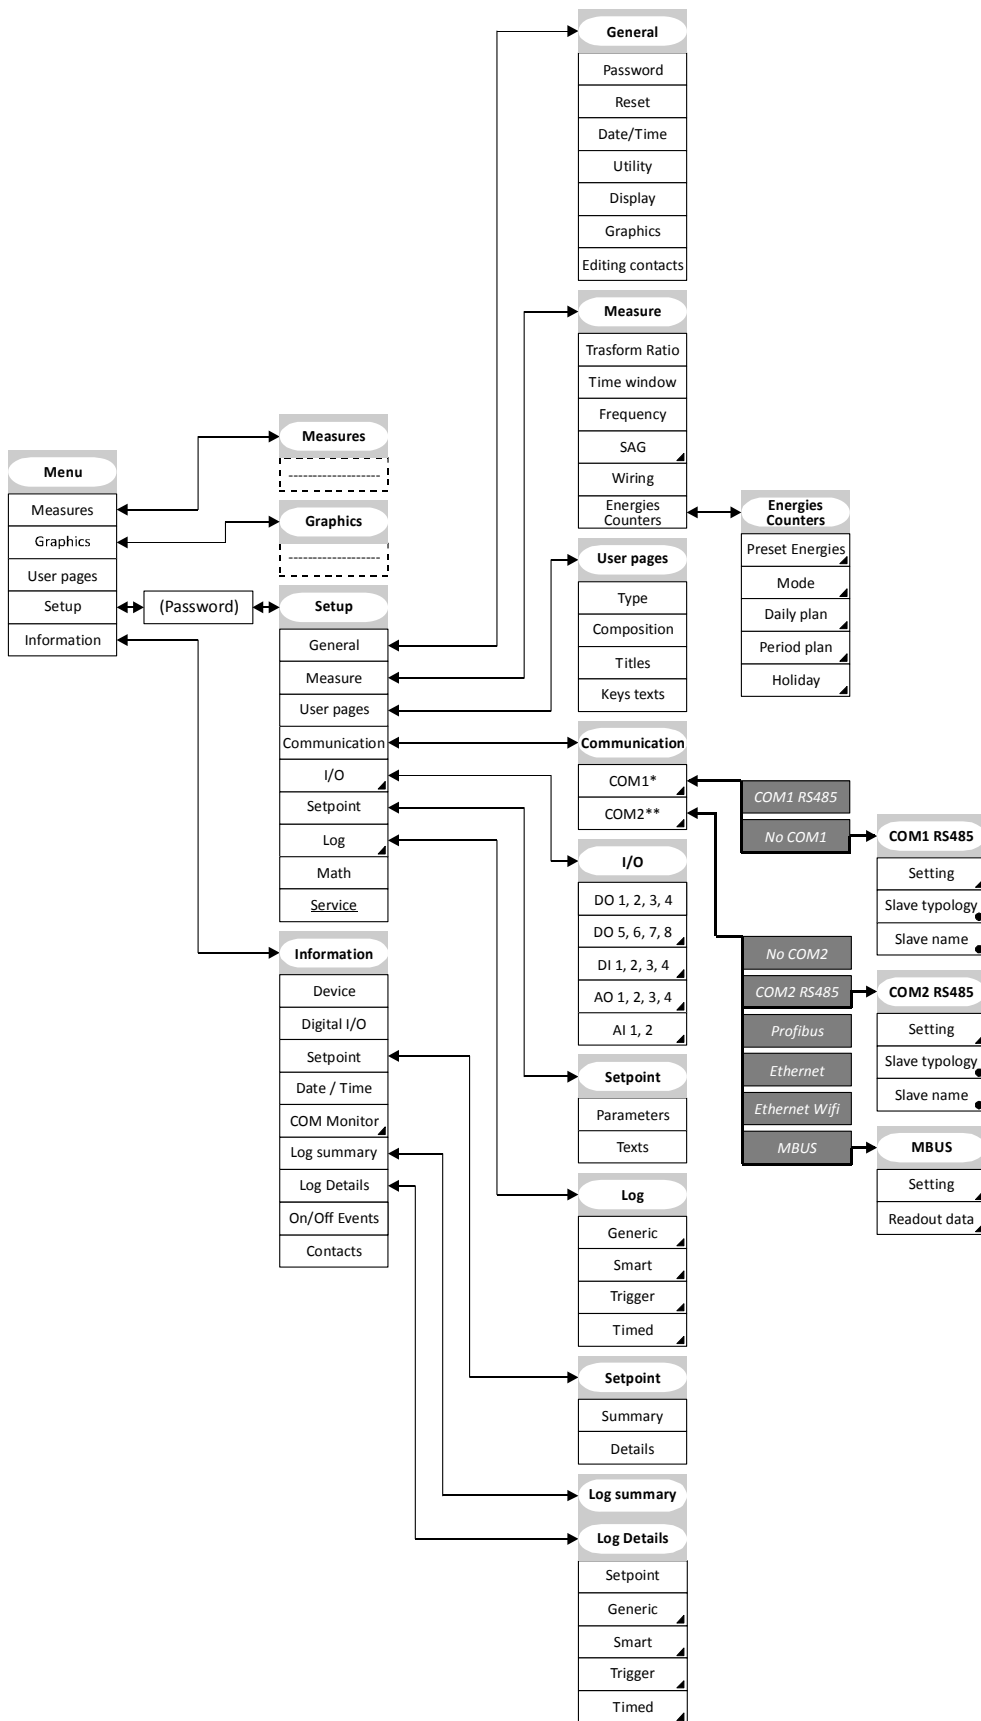 Menu
Measures
Graphics
User pages
Setup
Information
(Password)
Measures
--------------------
Graphics
--------------------
Setup
General
Measure
User pages
Communication
I/O
Setpoint
Log
Math
Service
Information
Device
Digital I/O
Setpoint
Date / Time
COM Monitor
Log summary
Log Details
On/Off Events
Contacts
General
Password
Reset
Date/Time
Utility
Display
Graphics
Editing contacts
Measure
Trasform Ratio
Time window
Frequency
SAG
Wiring
Energies
Counters
User pages
Type
Composition
Titles
Keys texts
Communication
COM1*
COM2**
I/O
DO 1, 2, 3, 4
DO 5, 6, 7, 8
DI 1, 2, 3, 4
AO 1, 2, 3, 4
AI 1, 2
Setpoint
Parameters
Texts
Log
Generic
Smart
Trigger
Timed
Setpoint
Summary
Details
Log summary
Log Details
Setpoint
Generic
Smart
Trigger
Timed
Energies
Counters
Preset Energies
Mode
Daily plan
Period plan
Holiday
COM1 RS485
No COM1
No COM2
COM2 RS485
Profibus
Ethernet
Ethernet Wifi
MBUS
COM1 RS485
Setting
Slave typology
Slave name
COM2 RS485
Setting
Slave typology
Slave name
MBUS
Setting
Readout data